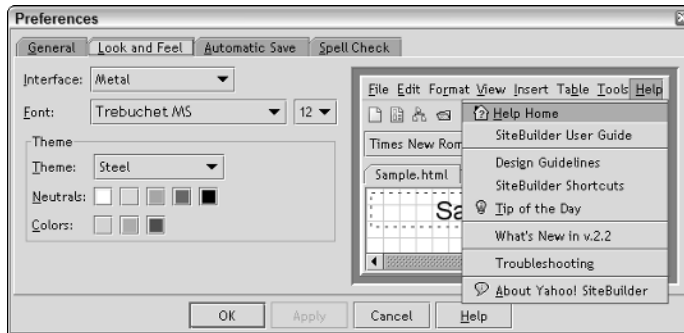 Preferences
General Look and Feel Automatic Save Spell Check
Interface: Metal
Font: Trebuchet MS 12
Theme
Theme: Steel
Neutrals:
Colors:
File Edit Format View Insert Table Tools Help
Times New Rom
Sample.html
Sa
Help Home
SiteBuilder User Guide
Design Guidelines
SiteBuilder Shortcuts
Tip of the Day
What's New in v.2.2
Troubleshooting
About Yahoo! SiteBuilder
OK Apply Cancel Help